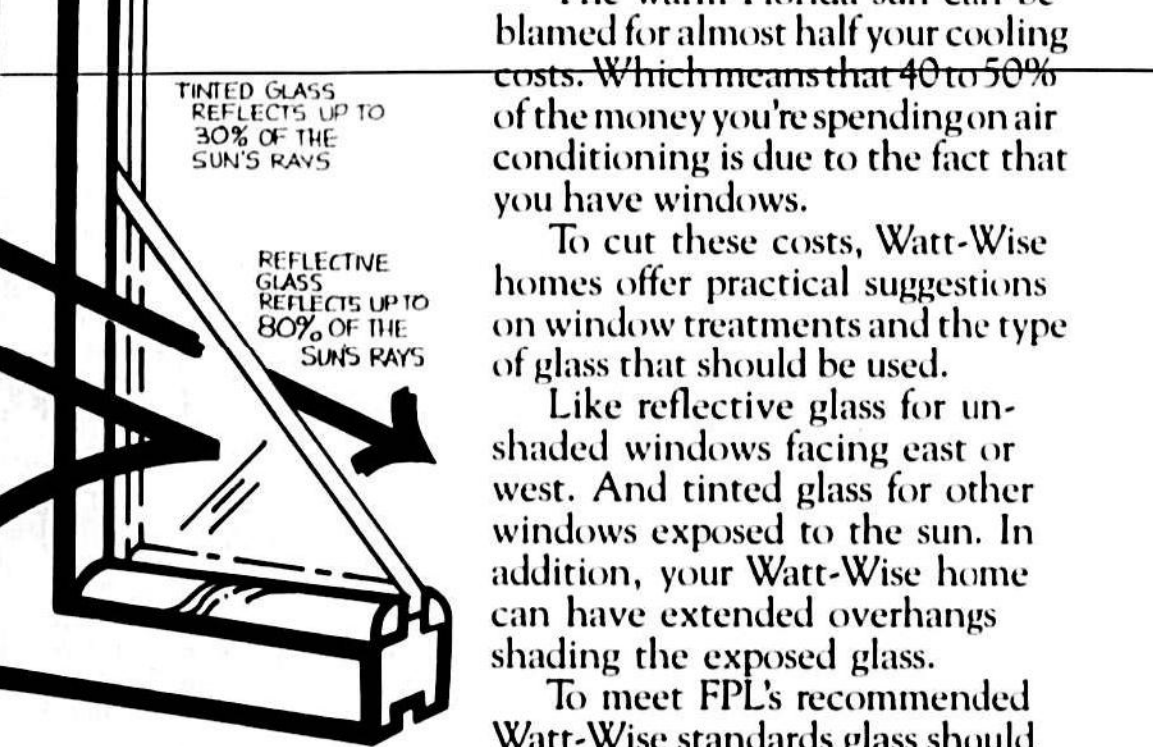 TINTED GLASS
REFLECTS UP TO
30% OF THE
SUN'S RAYS
REFLECTIVE
GLASS
REFLECTS UP TO
80% OF THE
SUN'S RAYS
The warm Florida sun can be
blamed for almost half your cooling
costs. Which means that 40 to 50%
of the money you're spending on air
conditioning is due to the fact that
you have windows.
To cut these costs, Watt-Wise
homes offer practical suggestions
on window treatments and the type
of glass that should be used.
Like reflective glass for un-
shaded windows facing east or
west. And tinted glass for other
windows exposed to the sun. In
addition, your Watt-Wise home
can have extended overhangs
shading the exposed glass.
To meet FPL's recommended
Watt-Wise standards glass should